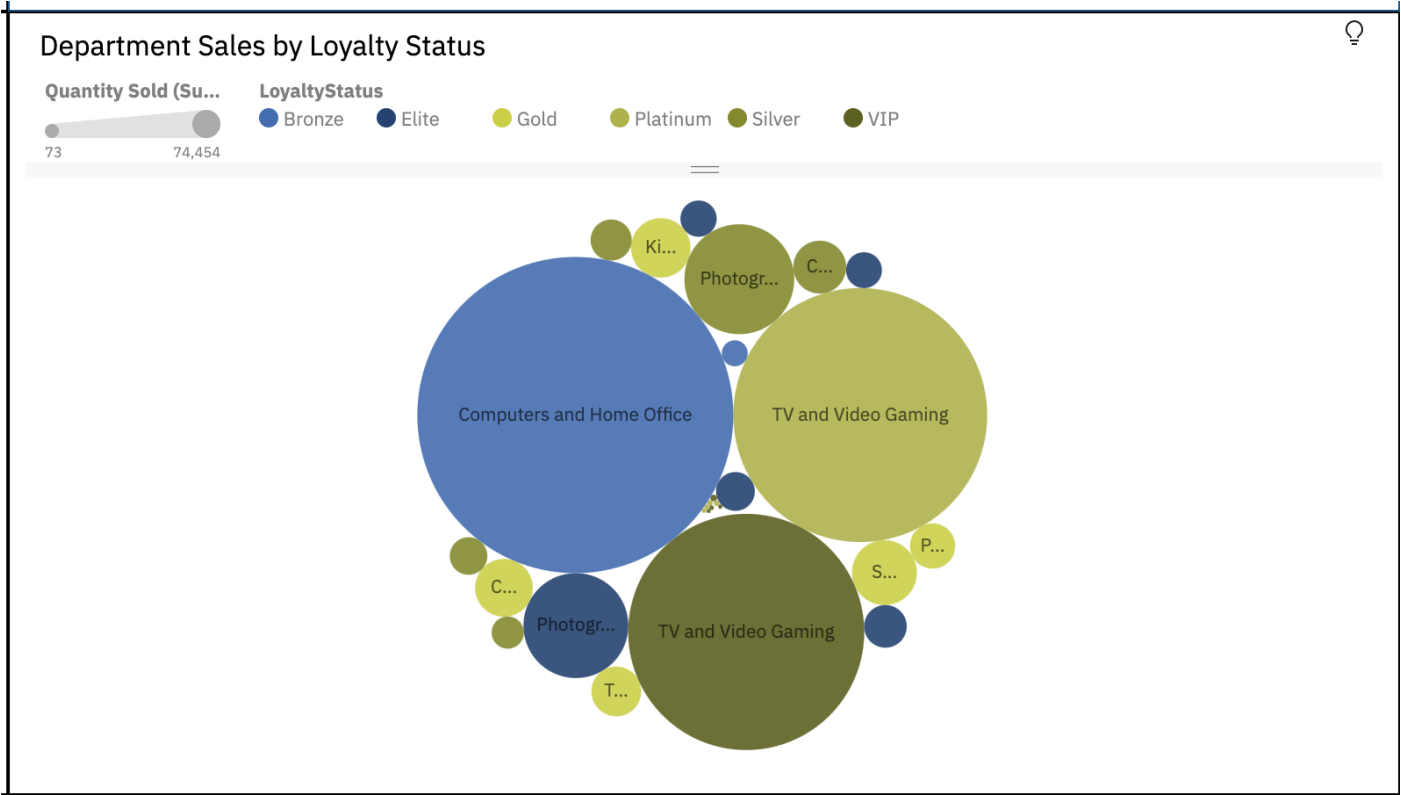 Department Sales by Loyalty Status
Quantity Sold (Su... LoyaltyStatus
Bronze Elite Gold Platinum Silver VIP
73 74,454
Ki...
Photogr...
C...
Computers and Home Office
TV and Video Gaming
P...
S...
C...
Photogr...
TV and Video Gaming
T...